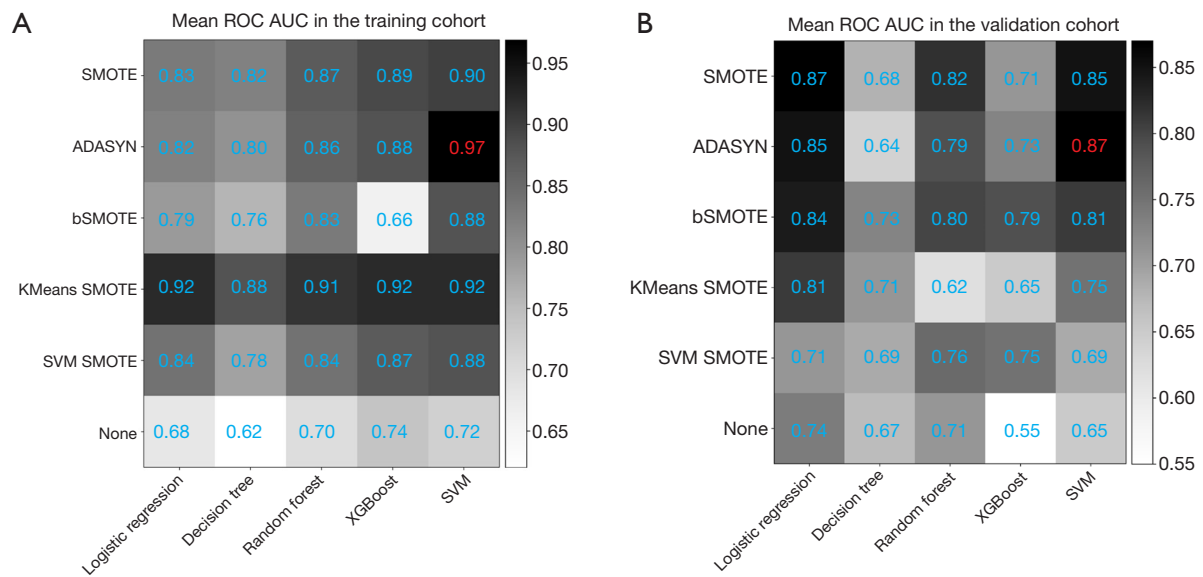 A
Mean ROC AUC in the training cohort
SMOTE 0.83 0.82 0.87 0.89 0.90
ADASYN 0.82 0.80 0.86 0.88 0.97
bSMOTE 0.79 0.76 0.83 0.66 0.88
KMeans SMOTE 0.92 0.88 0.91 0.92 0.92
SVM SMOTE 0.84 0.78 0.84 0.87 0.88
None 0.68 0.62 0.70 0.74 0.72
Logistic regression
Decision tree
Random forest
XGBoost
SVM
0.95
0.90
0.85
0.80
0.75
0.70
0.65
B
Mean ROC AUC in the validation cohort
SMOTE 0.87 0.68 0.82 0.71 0.85
ADASYN 0.85 0.64 0.79 0.73 0.87
bSMOTE 0.84 0.73 0.80 0.79 0.81
KMeans SMOTE 0.81 0.71 0.62 0.65 0.75
SVM SMOTE 0.71 0.69 0.76 0.75 0.69
None 0.74 0.67 0.71 0.55 0.65
Logistic regression
Decision tree
Random forest
XGBoost
SVM
0.85
0.80
0.75
0.70
0.65
0.60
0.55